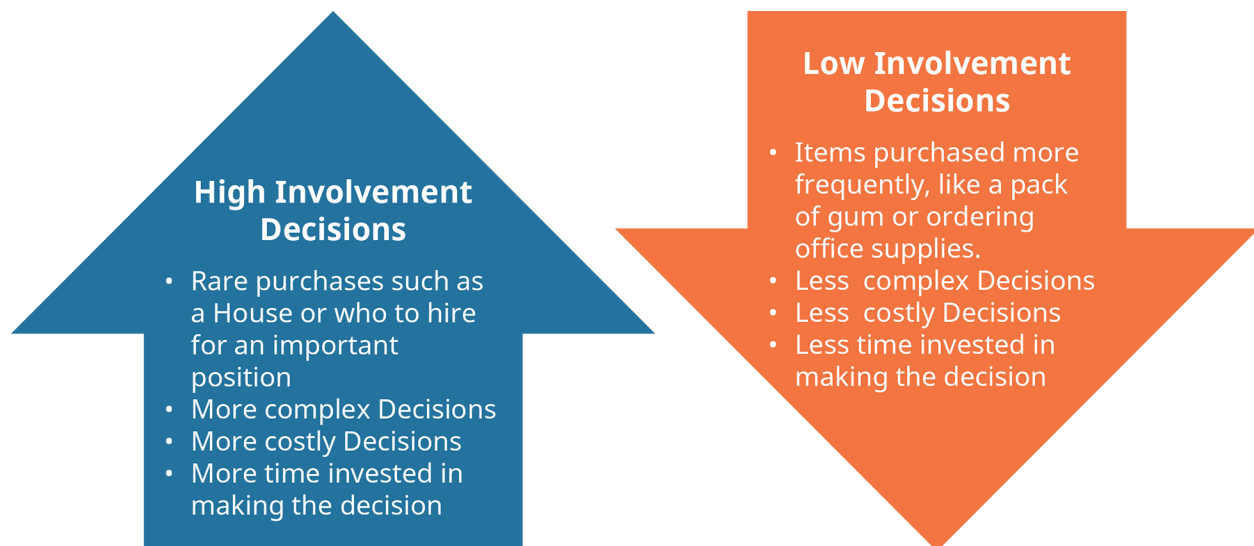 High Involvement
Decisions
• Rare purchases such as
a House or who to hire
for an important
position
• More complex Decisions
• More costly Decisions
• More time invested in
making the decision
Low Involvement
Decisions
• Items purchased more
frequently, like a pack
of gum or ordering
office supplies.
• Less  complex Decisions
• Less  costly Decisions
• Less time invested in
making the decision